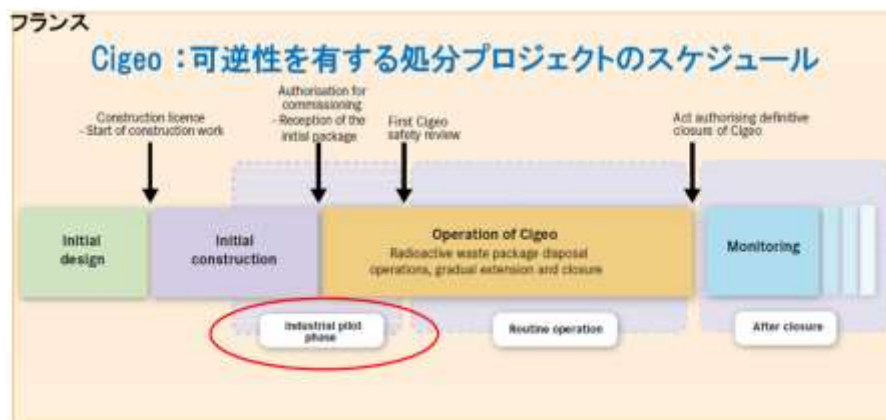 フランス
Cigeo：可逆性を有する処分プロジェクトのスケジュール
Construction licence
- Start of construction work
Authorisation for
commissioning
- Reception of the
initial package
First Cigeo
safety review
Act authorising definitive
closure of Cigeo
Initial
design
Initial
construction
Operation of Cigeo
Radioactive waste package disposal
operations, gradual extension and closure
Monitoring
Industrial pilot
phase
Routine operation
After closure